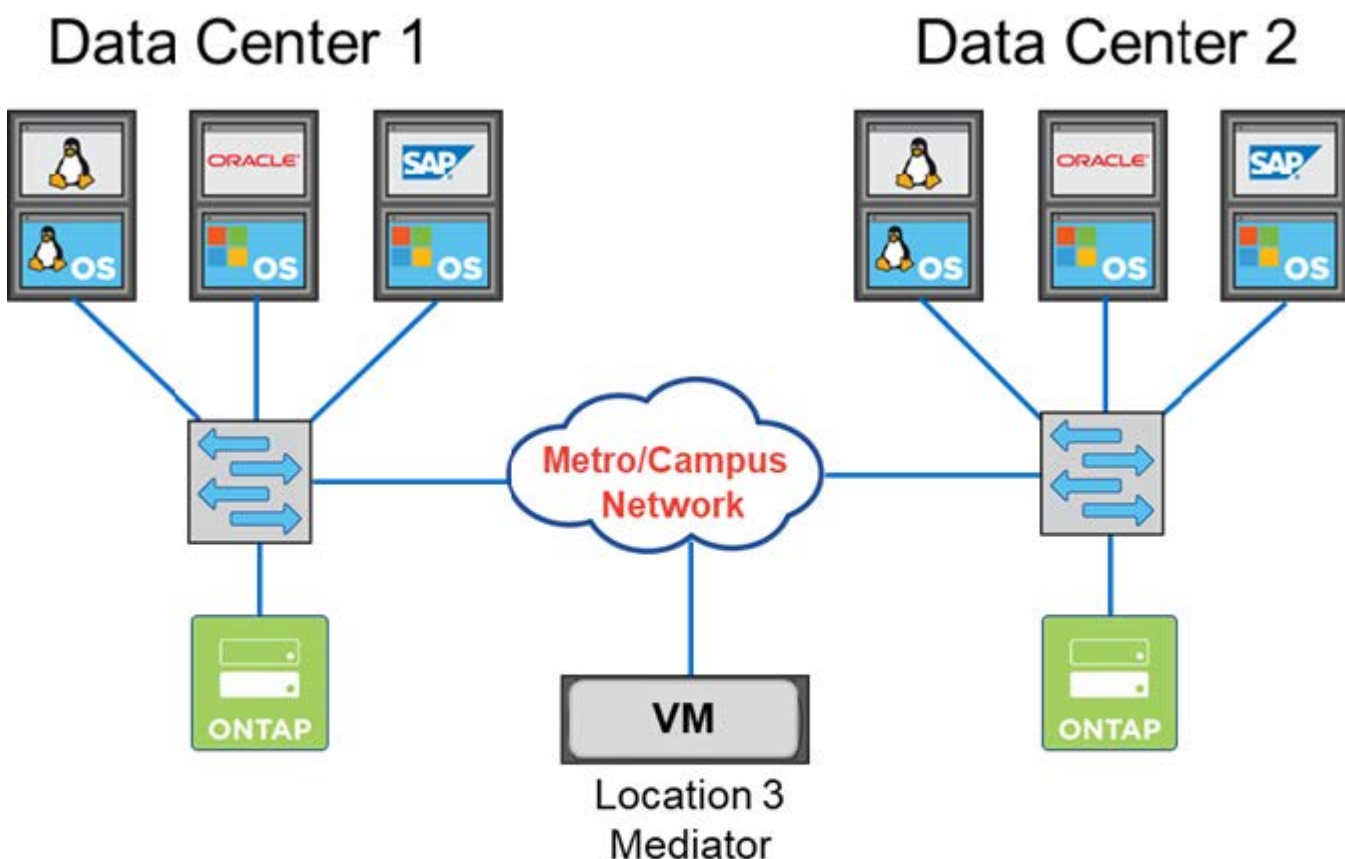 Data Center 1
Data Center 2
ORACLE
SAP
ORACLE
SAP
OS
OS
OS
OS
OS
OS
Metro/Campus
Network
ONTAP
ONTAP
VM
Location 3
Mediator